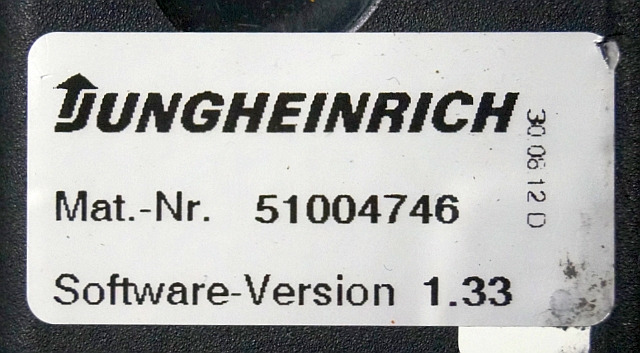 JUNGHEINRICH
30 06 12 D
Mat.-Nr. 51004746
Software-Version 1.33